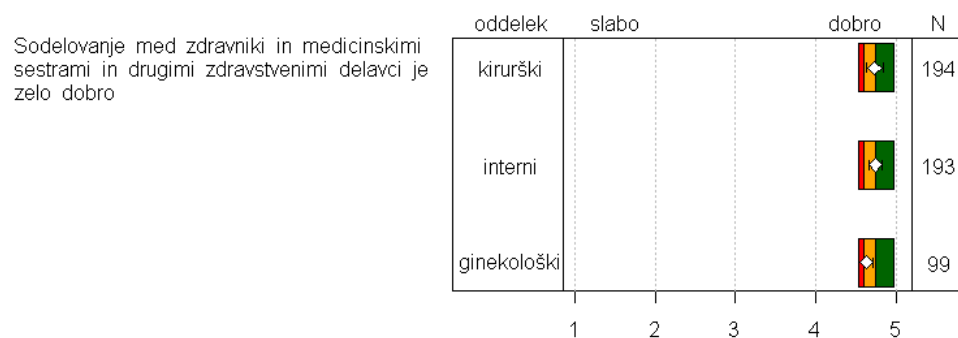 oddelek slabo dobro N
Sodelovanje med zdravniki in medicinskimi
sestrami in drugimi zdravstvenimi delavci je
zelo dobro
kirurški 194
interni 193
ginekološki 99
1 2 3 4 5